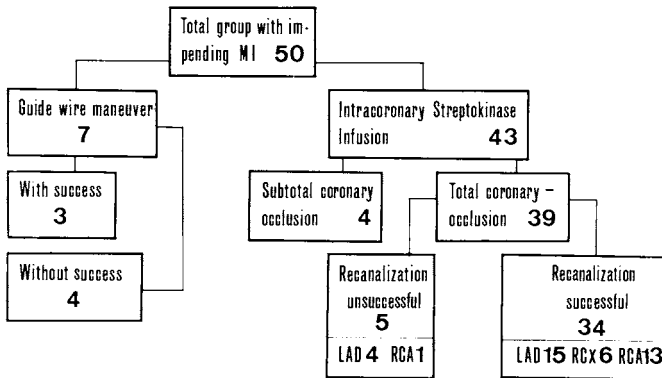 Total group with im-
pending MI 50
Guide wire maneuver
7
Intracoronary Streptokinase
Infusion 43
With success
3
Subtotal coronary
occlusion 4
Total coronary -
occlusion 39
Without success
4
Recanalization
unsuccessful
5
LAD 4 RCA 1
Recanalization
successful
34
LAD 15 RCX 6 RCA 13